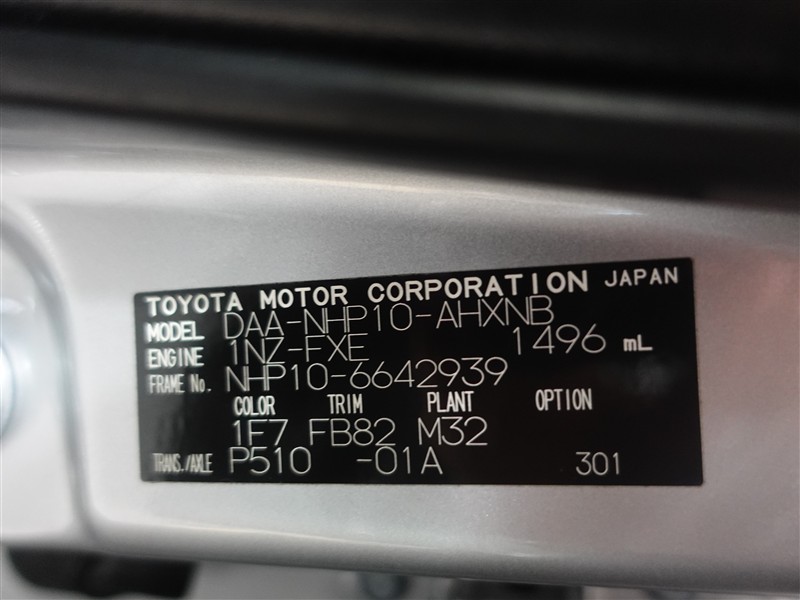 TOYOTA MOTOR CORPORATION JAPAN
MODEL DAA-NHP10-AHXNB
ENGINE 1NZ-FXE 1496 mL
FRAME No. NHP10-6642939
COLOR TRIM PLANT OPTION
1F7 FB82 M32
TRANS./AXLE P510 -01A 301